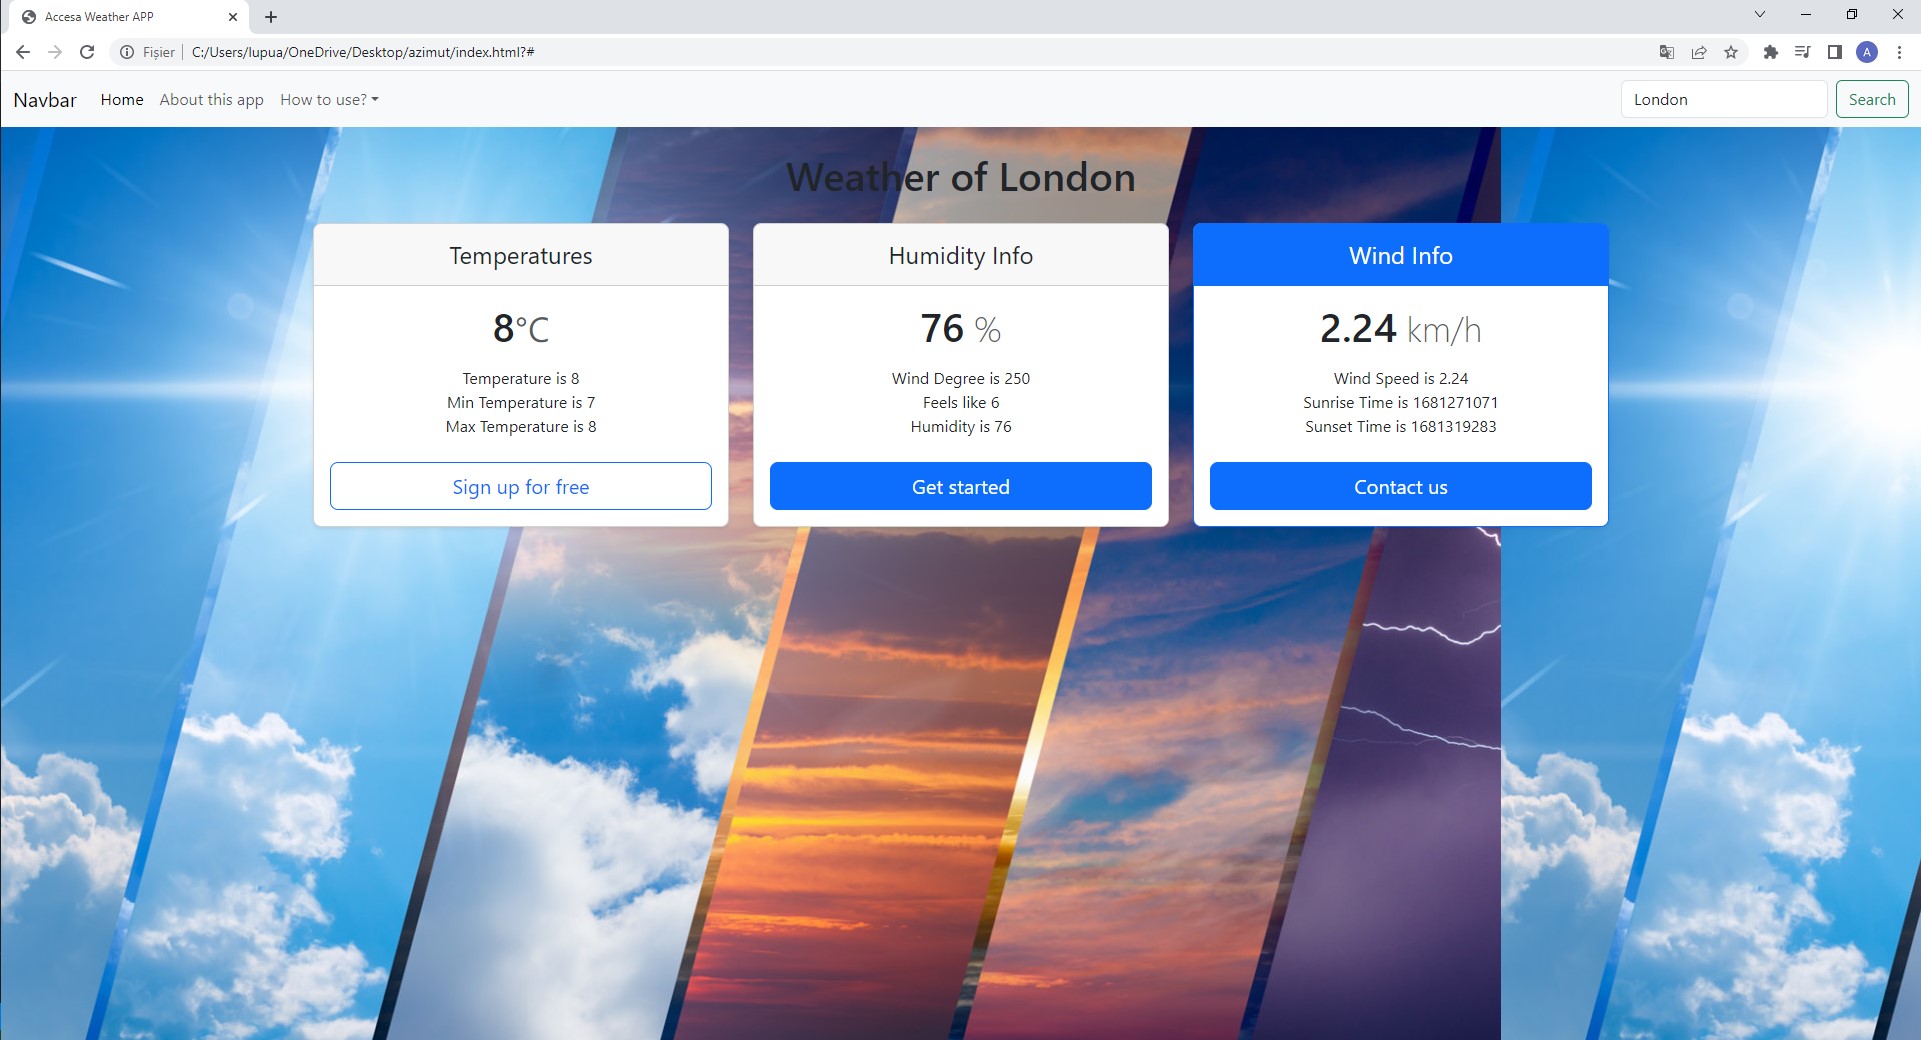 Accesa Weather APP
Fișier C:/Users/lupua/OneDrive/Desktop/azimut/index.html?#
A
Navbar Home About this app How to use? London Search
Weather of London
Temperatures
8°C
Temperature is 8
Min Temperature is 7
Max Temperature is 8
Sign up for free
Humidity Info
76 %
Wind Degree is 250
Feels like 6
Humidity is 76
Get started
Wind Info
2.24 km/h
Wind Speed is 2.24
Sunrise Time is 1681271071
Sunset Time is 1681319283
Contact us